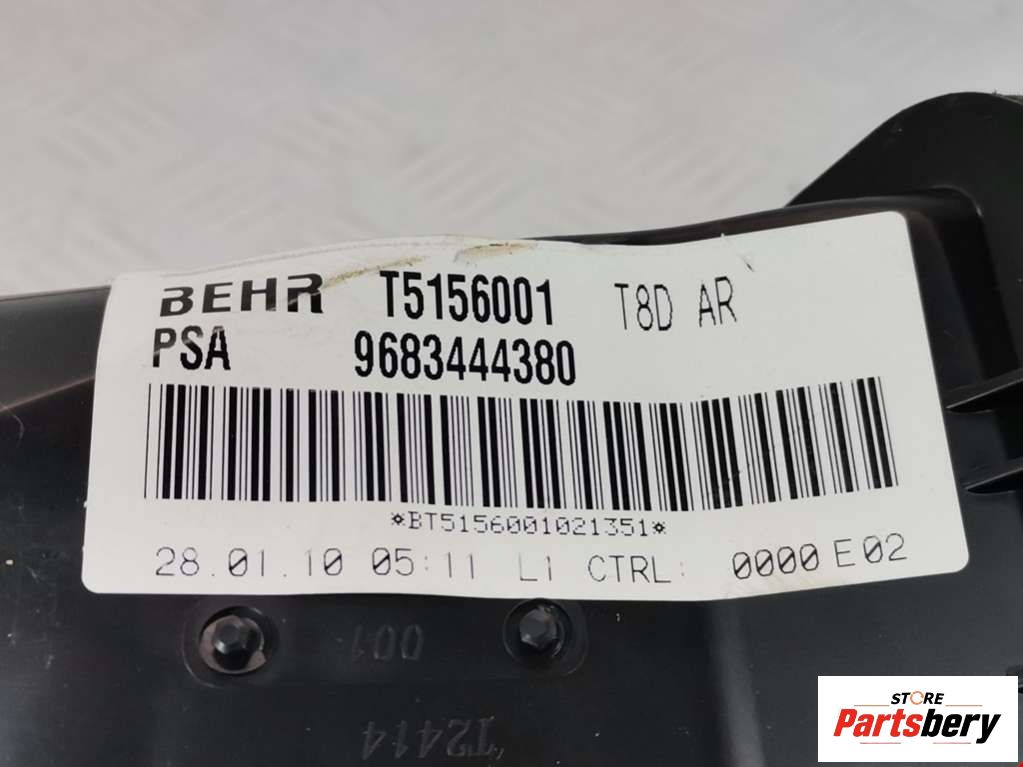 BEHR T5156001 T8D AR
PSA 9683444380
*BT5156001021351*
28.01.10 05:11 L1 CTRL: 0000 E02
001
T2414
STORE
Partsbery